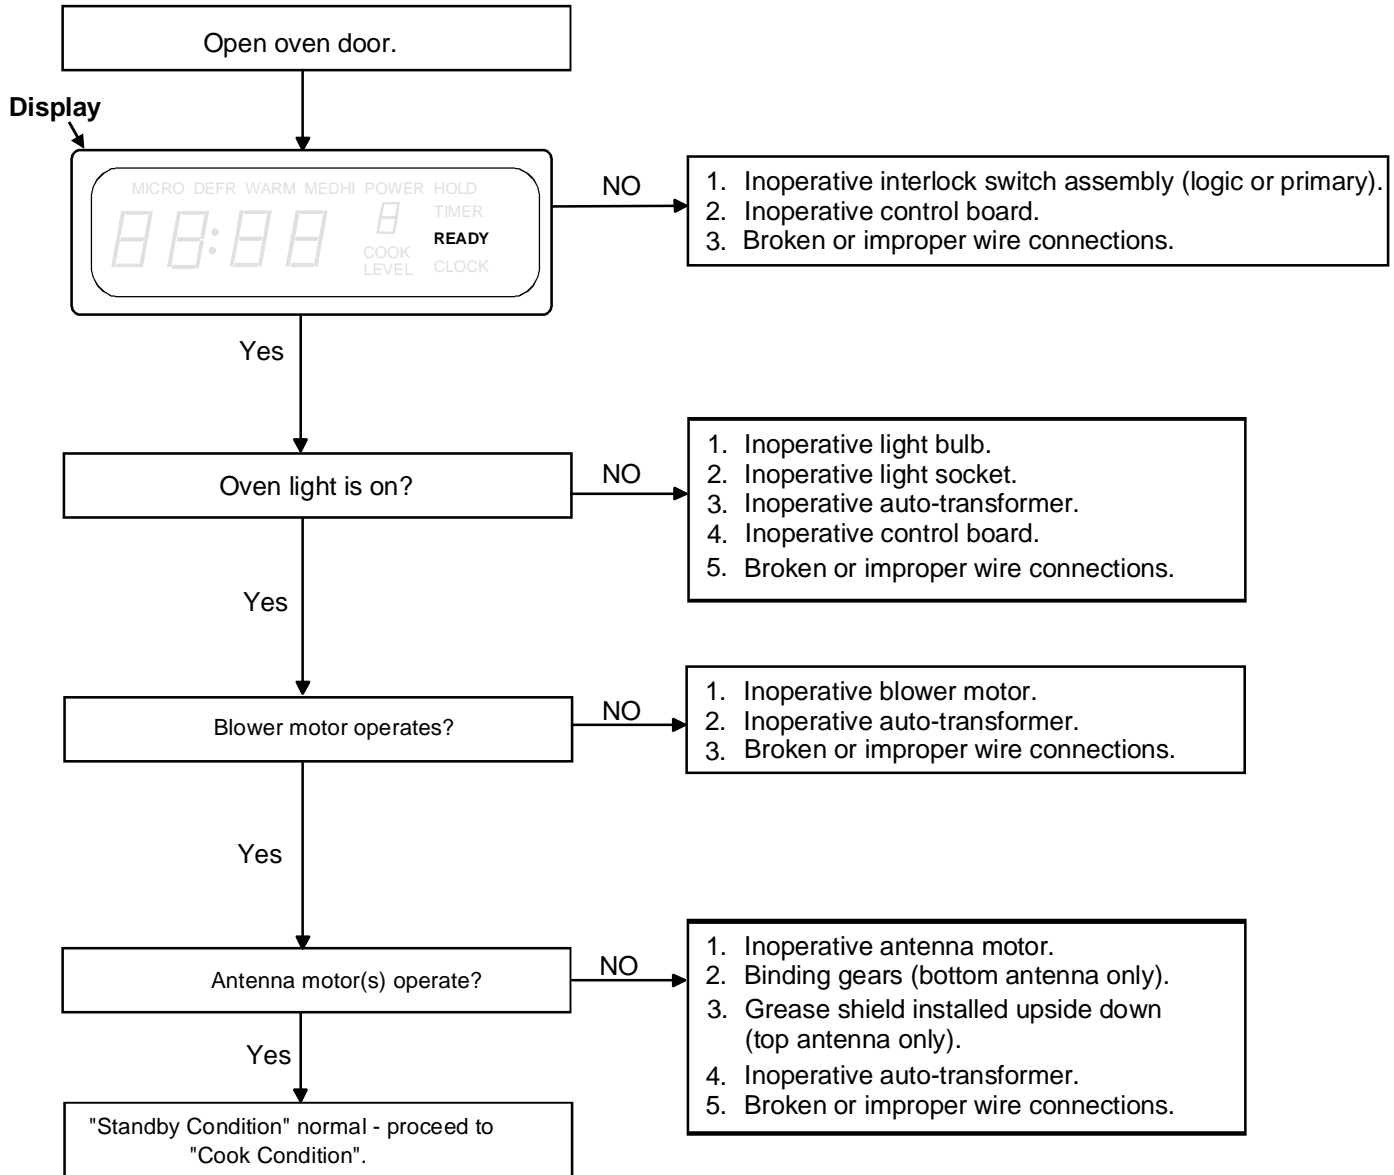 Open oven door.
Display
MICRO DEFR WARM MEDHI POWER HOLD
TIMER
88:88 8
READY
COOK
LEVEL CLOCK
NO
1. Inoperative interlock switch assembly (logic or primary).
2. Inoperative control board.
3. Broken or improper wire connections.
Yes
Oven light is on?
NO
1. Inoperative light bulb.
2. Inoperative light socket.
3. Inoperative auto-transformer.
4. Inoperative control board.
5. Broken or improper wire connections.
Yes
Blower motor operates?
NO
1. Inoperative blower motor.
2. Inoperative auto-transformer.
3. Broken or improper wire connections.
Yes
Antenna motor(s) operate?
NO
1. Inoperative antenna motor.
2. Binding gears (bottom antenna only).
3. Grease shield installed upside down
(top antenna only).
4. Inoperative auto-transformer.
5. Broken or improper wire connections.
Yes
"Standby Condition" normal - proceed to
"Cook Condition".